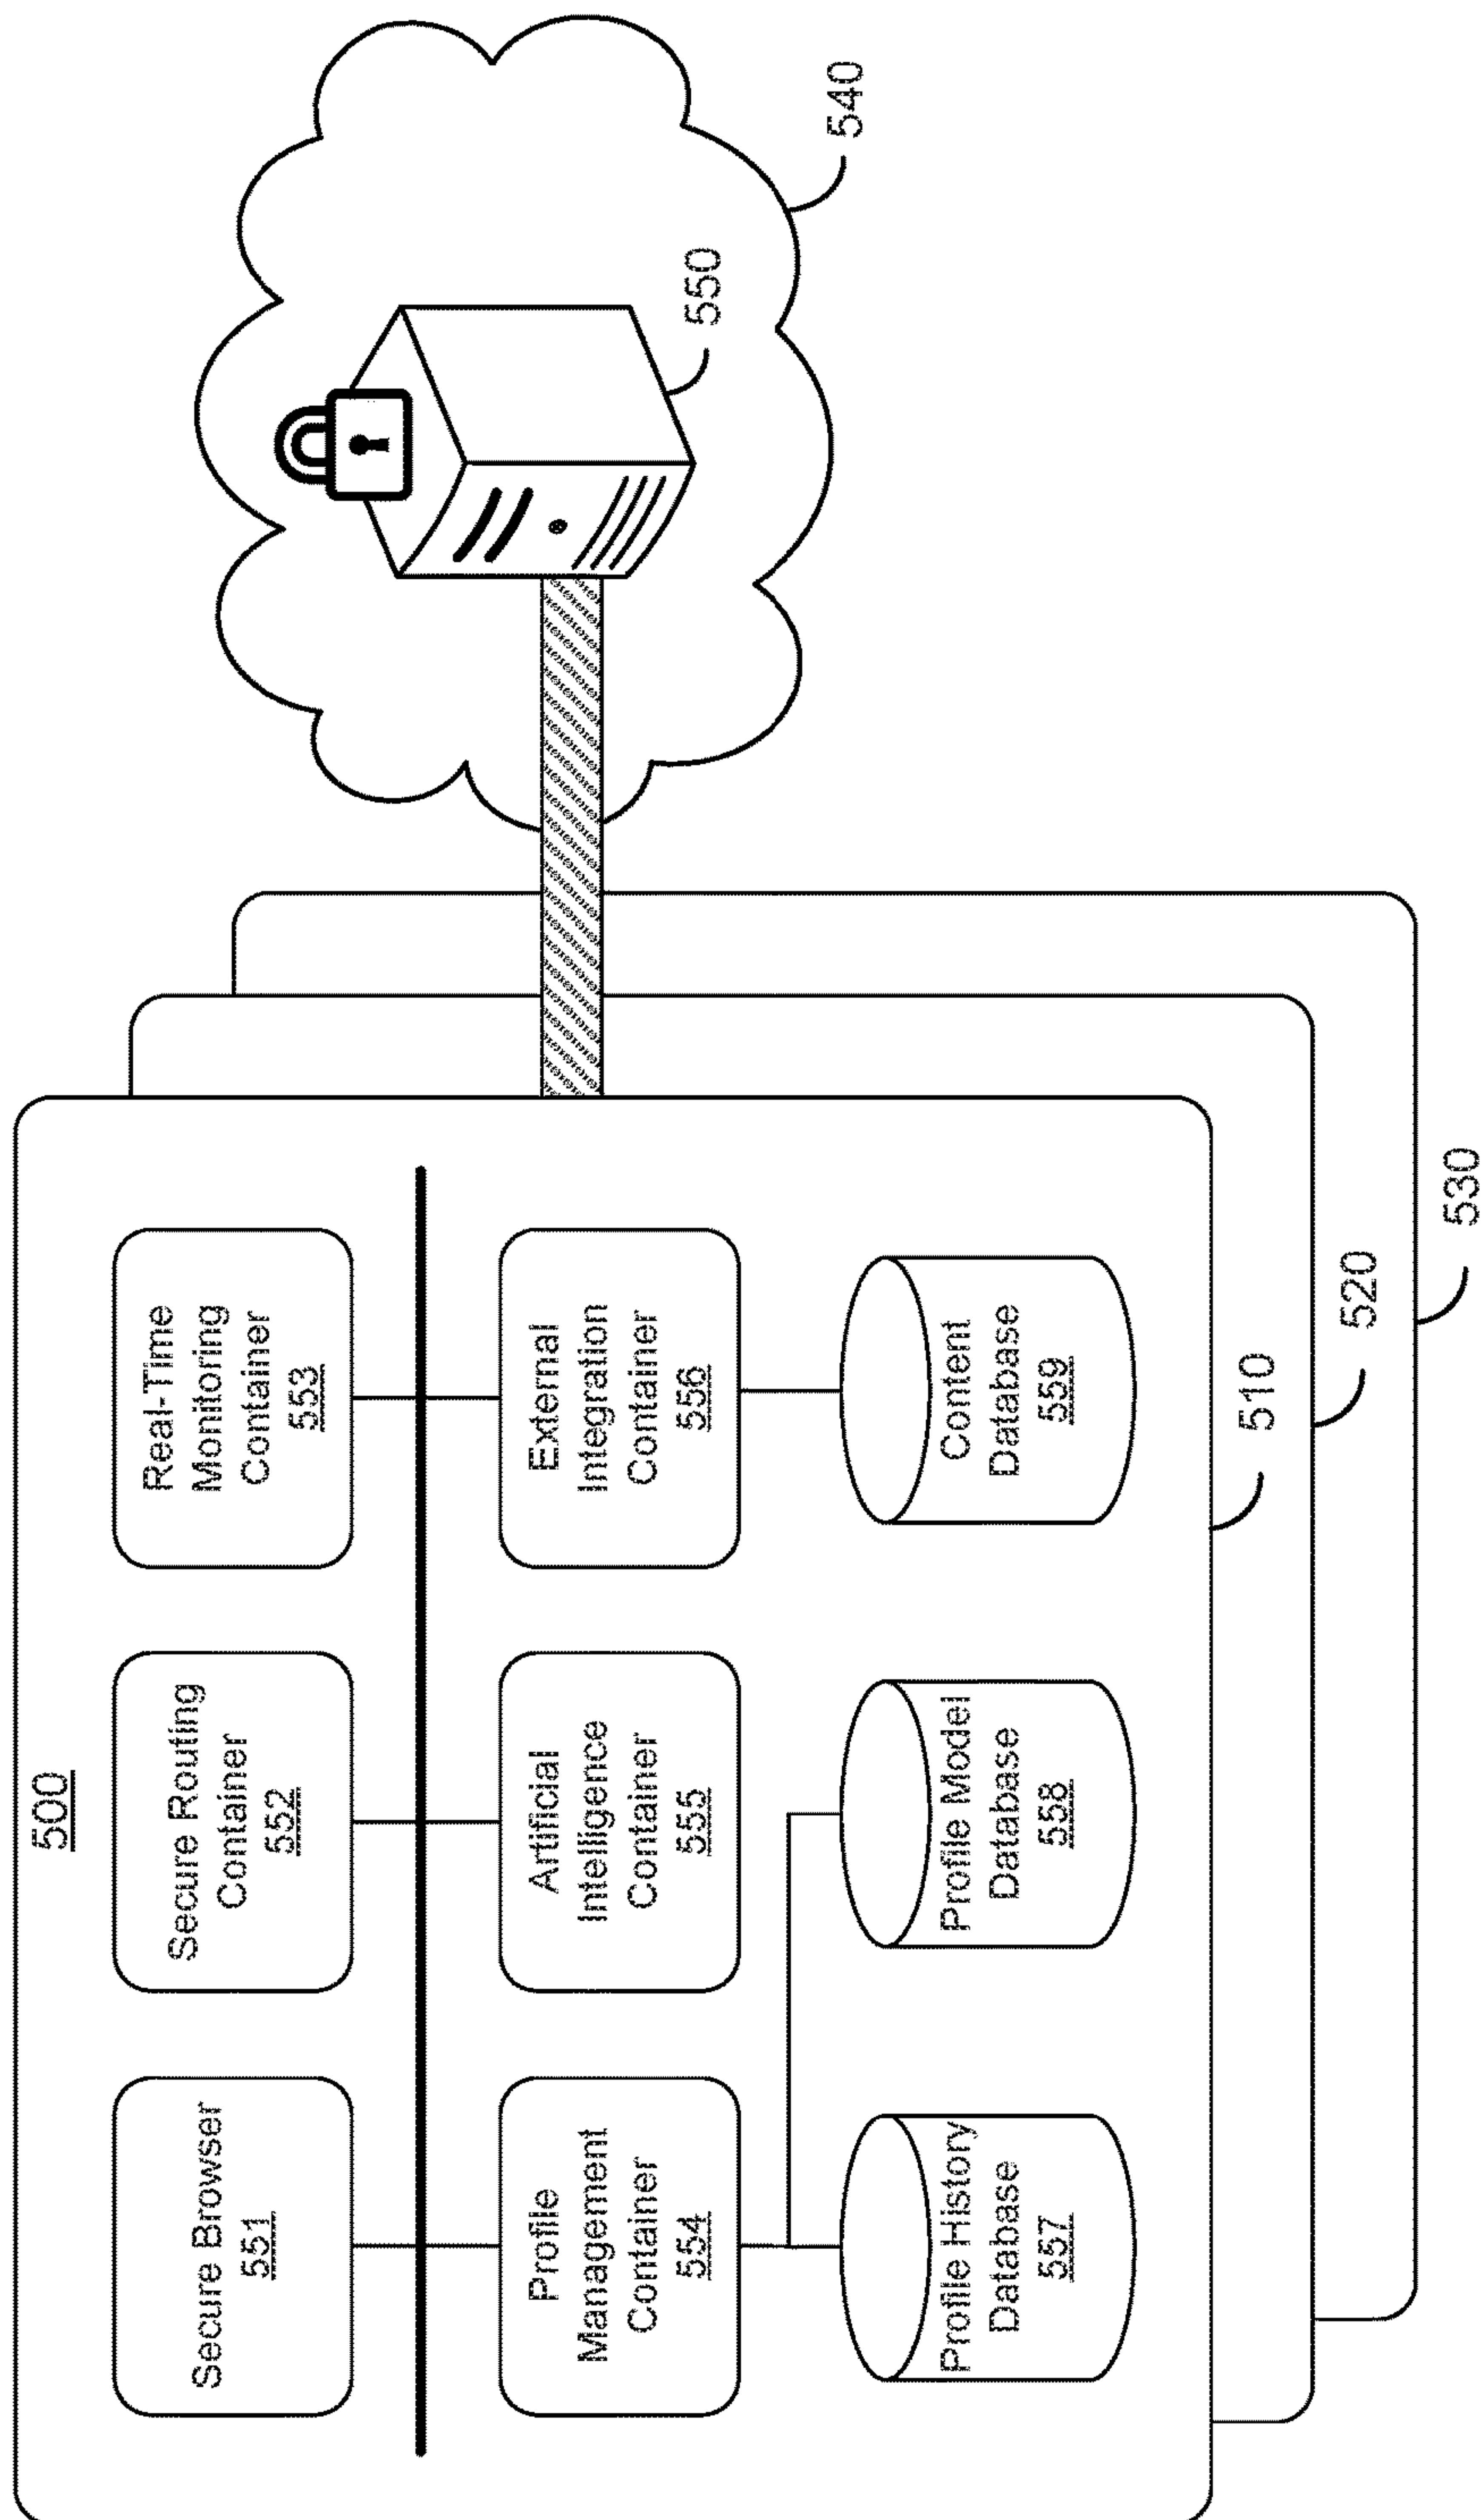 500
Secure Browser
551
Secure Routing
Container
552
Real-Time
Monitoring
Container
553
Profile
Management
Container
554
Artificial
Intelligence
Container
555
External
Integration
Container
556
Profile History
Database
557
Profile Model
Database
558
Content
Database
559
510
520
530
550
540